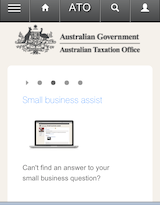 ATO
Australian Government
Australian Taxation Office
Small business assist
Can't find an answer to your
small business question?